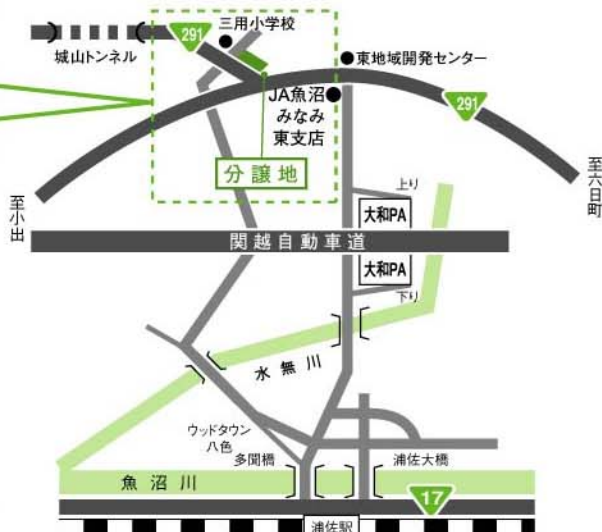 三用小学校
291
城山トンネル
東地域開発センター
JA魚沼
みなみ
東支店
291
分譲地
至小出
至六日町
上り
大和PA
関越自動車道
大和PA
下り
水無川
ウッドタウン
八色
多聞橋
浦佐大橋
魚沼川
17
浦佐駅